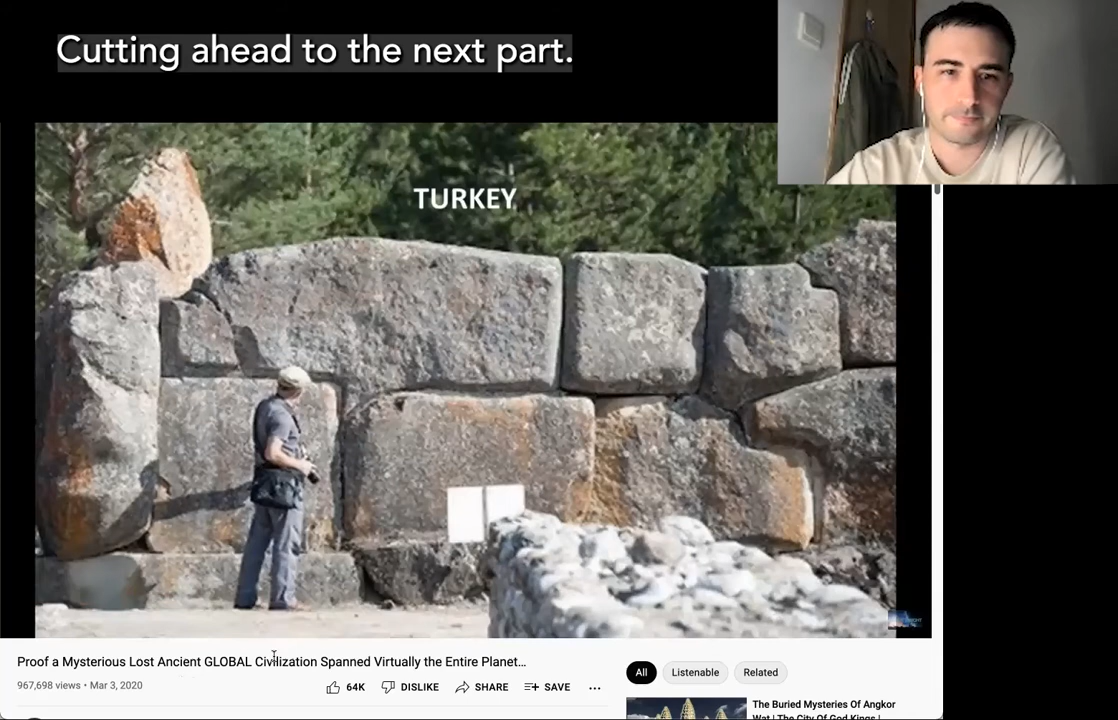 Cutting ahead to the next part.
TURKEY
Proof a Mysterious Lost Ancient GLOBAL Civilization Spanned Virtually the Entire Planet...
967,698 views • Mar 3, 2020
64K
DISLIKE
SHARE
SAVE
All
Listenable
Related
The Buried Mysteries Of Angkor
Wat | The City Of God Kings |